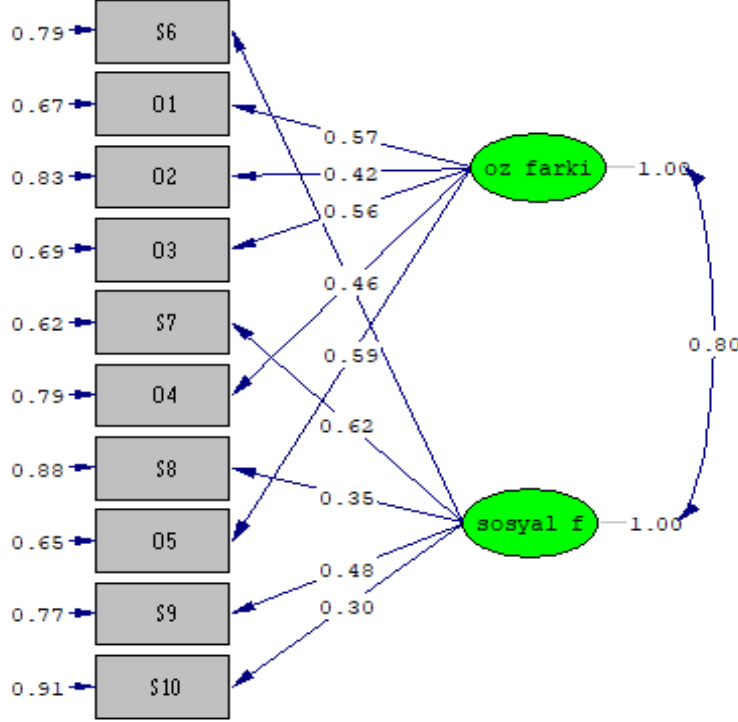 0.79 S6
0.67 O1
0.57
oz farki 1.00
0.83 O2
0.42
0.56
0.69 O3
0.46
0.62 S7
0.80
0.59
0.79 O4
0.62
0.88 S8
0.35
sosyal f 1.00
0.65 O5
0.48
0.77 S9
0.30
0.91 S10